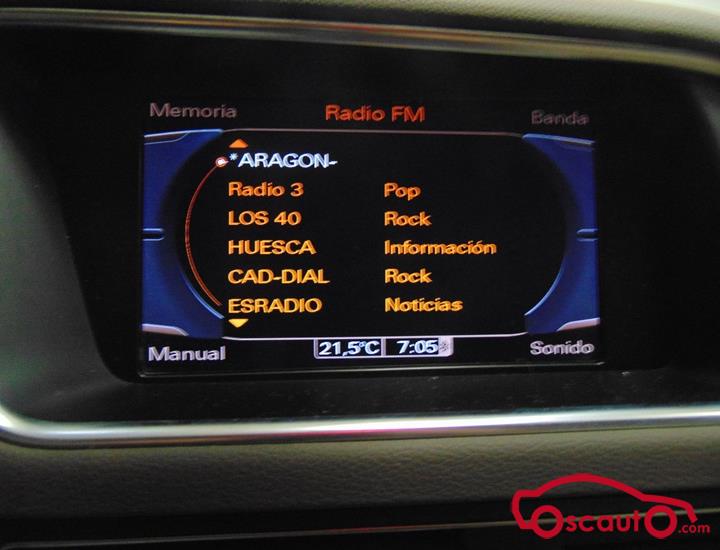 Memoria Radio FM Banda
*ARAGON-
Radio 3 Pop
LOS 40 Rock
HUESCA Información
CAD-DIAL Rock
ESRADIO Noticias
Manual 21,5°C 7:05 Sonido
Oscauto.com